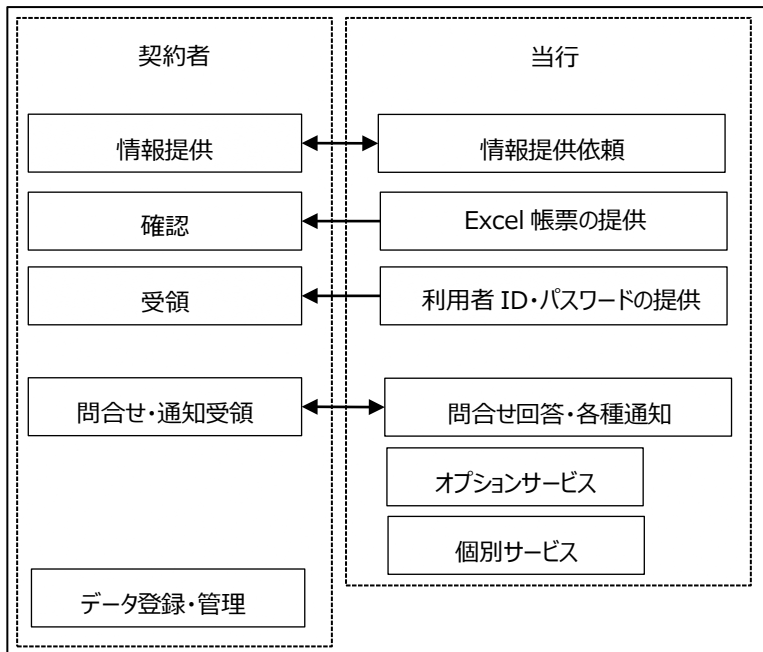 契約者
当行
情報提供
情報提供依頼
確認
Excel 帳票の提供
受領
利用者 ID・パスワードの提供
問合せ・通知受領
問合せ回答・各種通知
オプションサービス
個別サービス
データ登録・管理